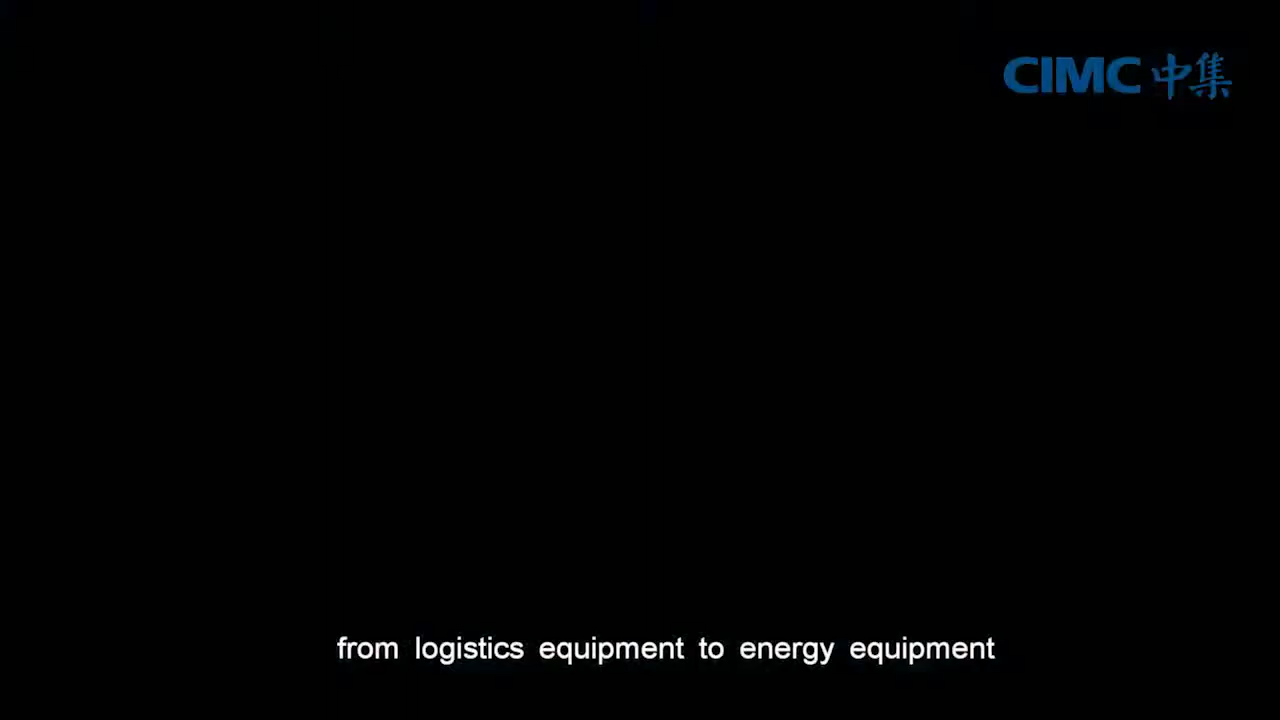 CIMC 中集
from logistics equipment to energy equipment